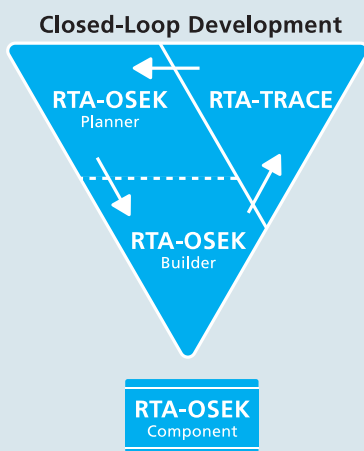 Closed-Loop Development
RTA-OSEK
Planner
RTA-TRACE
RTA-OSEK
Builder
RTA-OSEK
Component